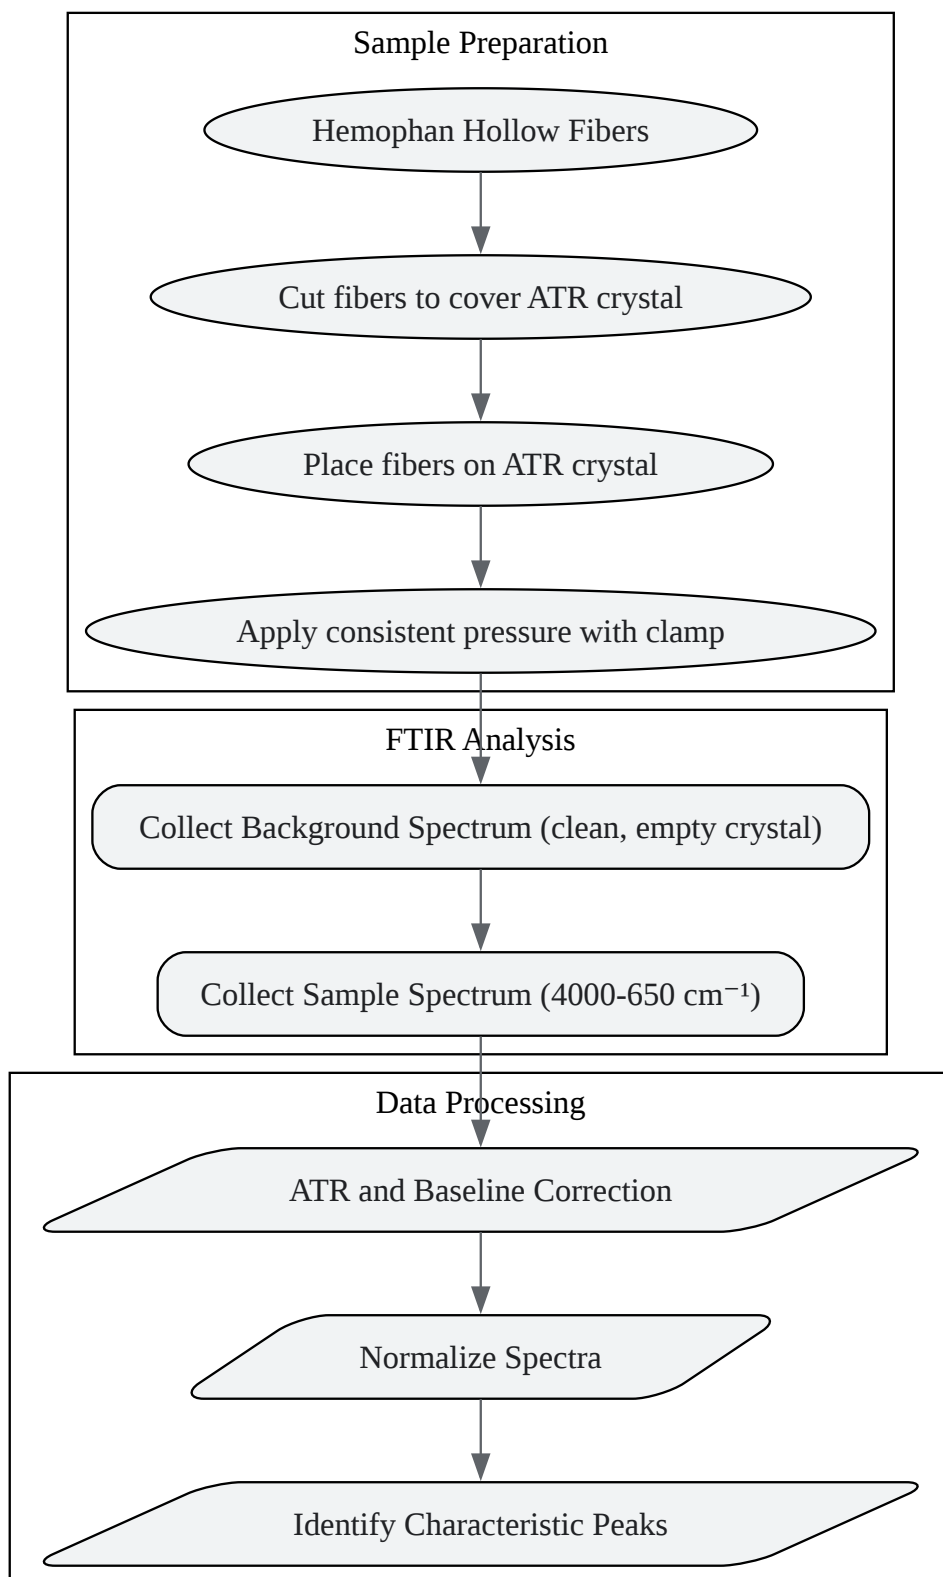 Sample Preparation
Hemophan Hollow Fibers
Cut fibers to cover ATR crystal
Place fibers on ATR crystal
Apply consistent pressure with clamp
FTIR Analysis
Collect Background Spectrum (clean, empty crystal)
Collect Sample Spectrum (4000-650 cm⁻¹)
Data Processing
ATR and Baseline Correction
Normalize Spectra
Identify Characteristic Peaks